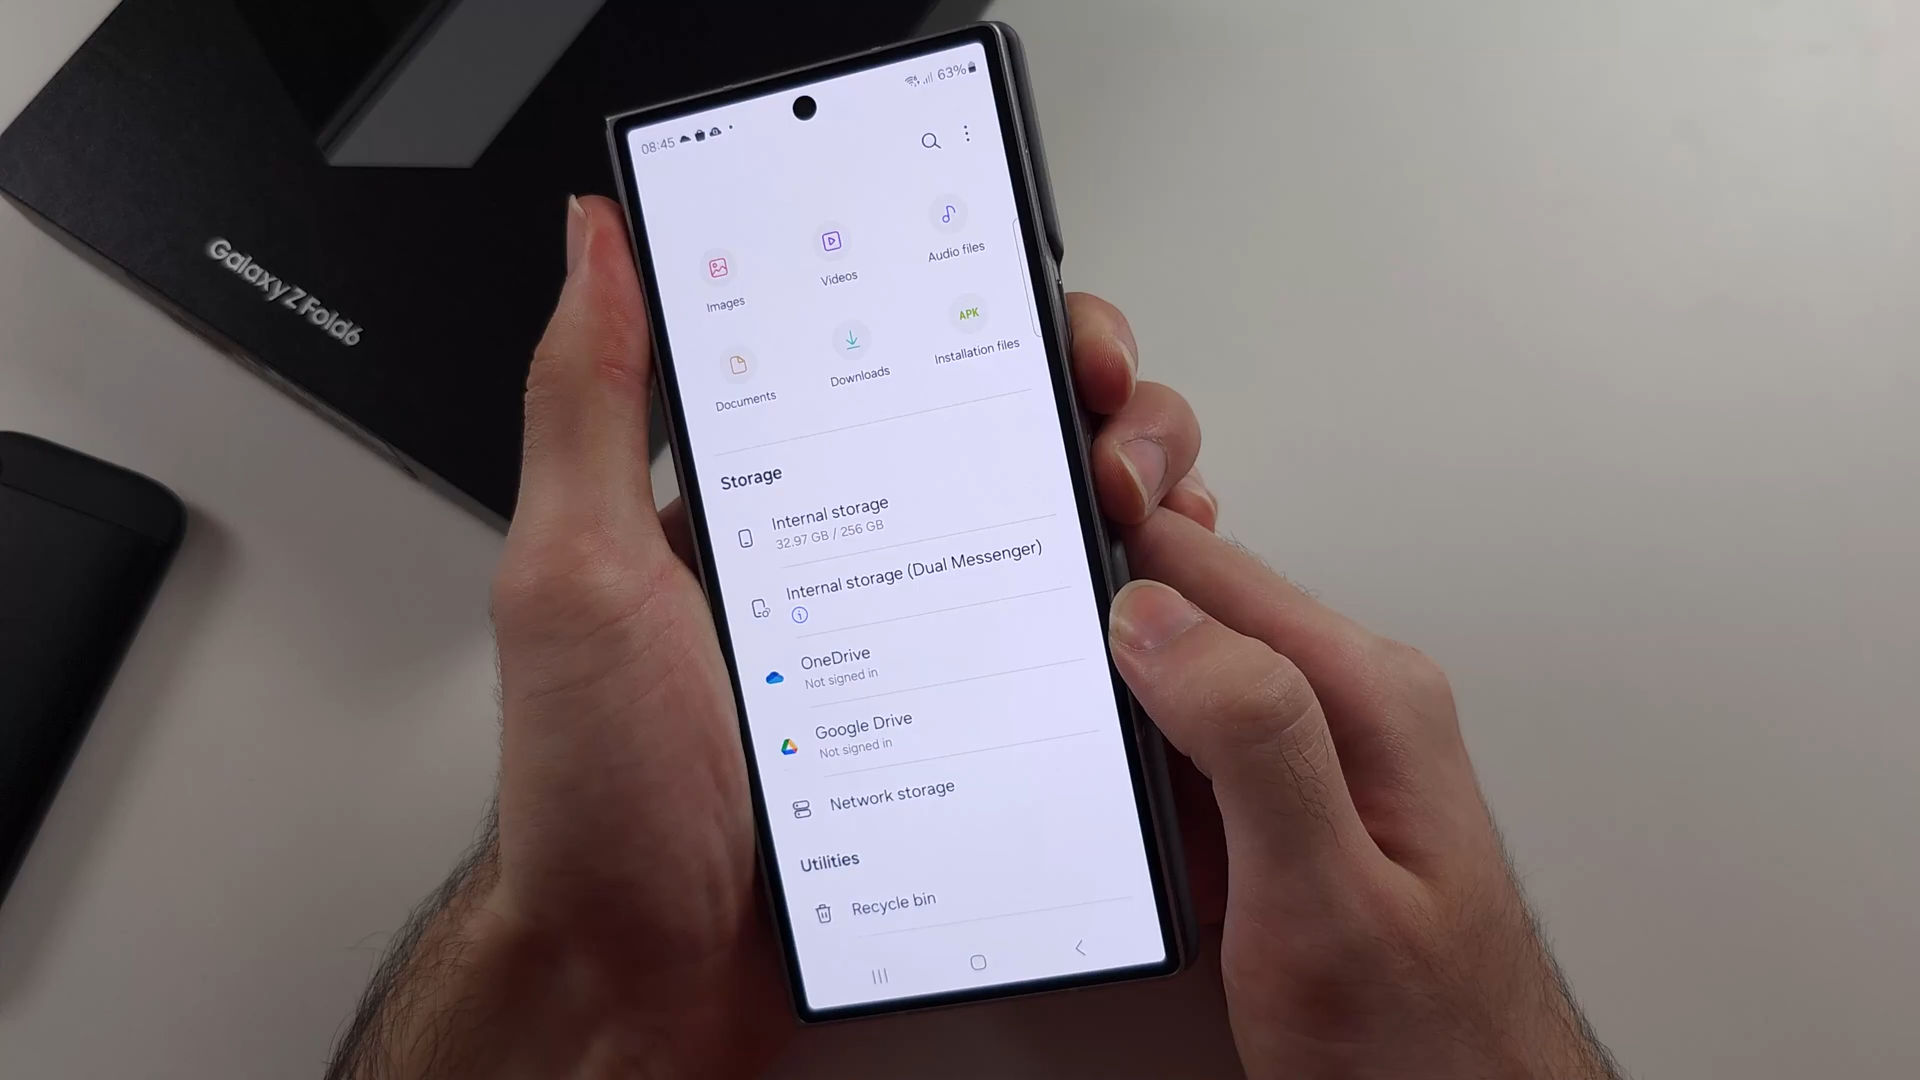 Galaxy Z Fold6
08:45
63%
Images
Videos
Audio files
Documents
Downloads
APK
Installation files
Storage
Internal storage
32.97 GB / 256 GB
Internal storage (Dual Messenger)
OneDrive
Not signed in
Google Drive
Not signed in
Network storage
Utilities
Recycle bin